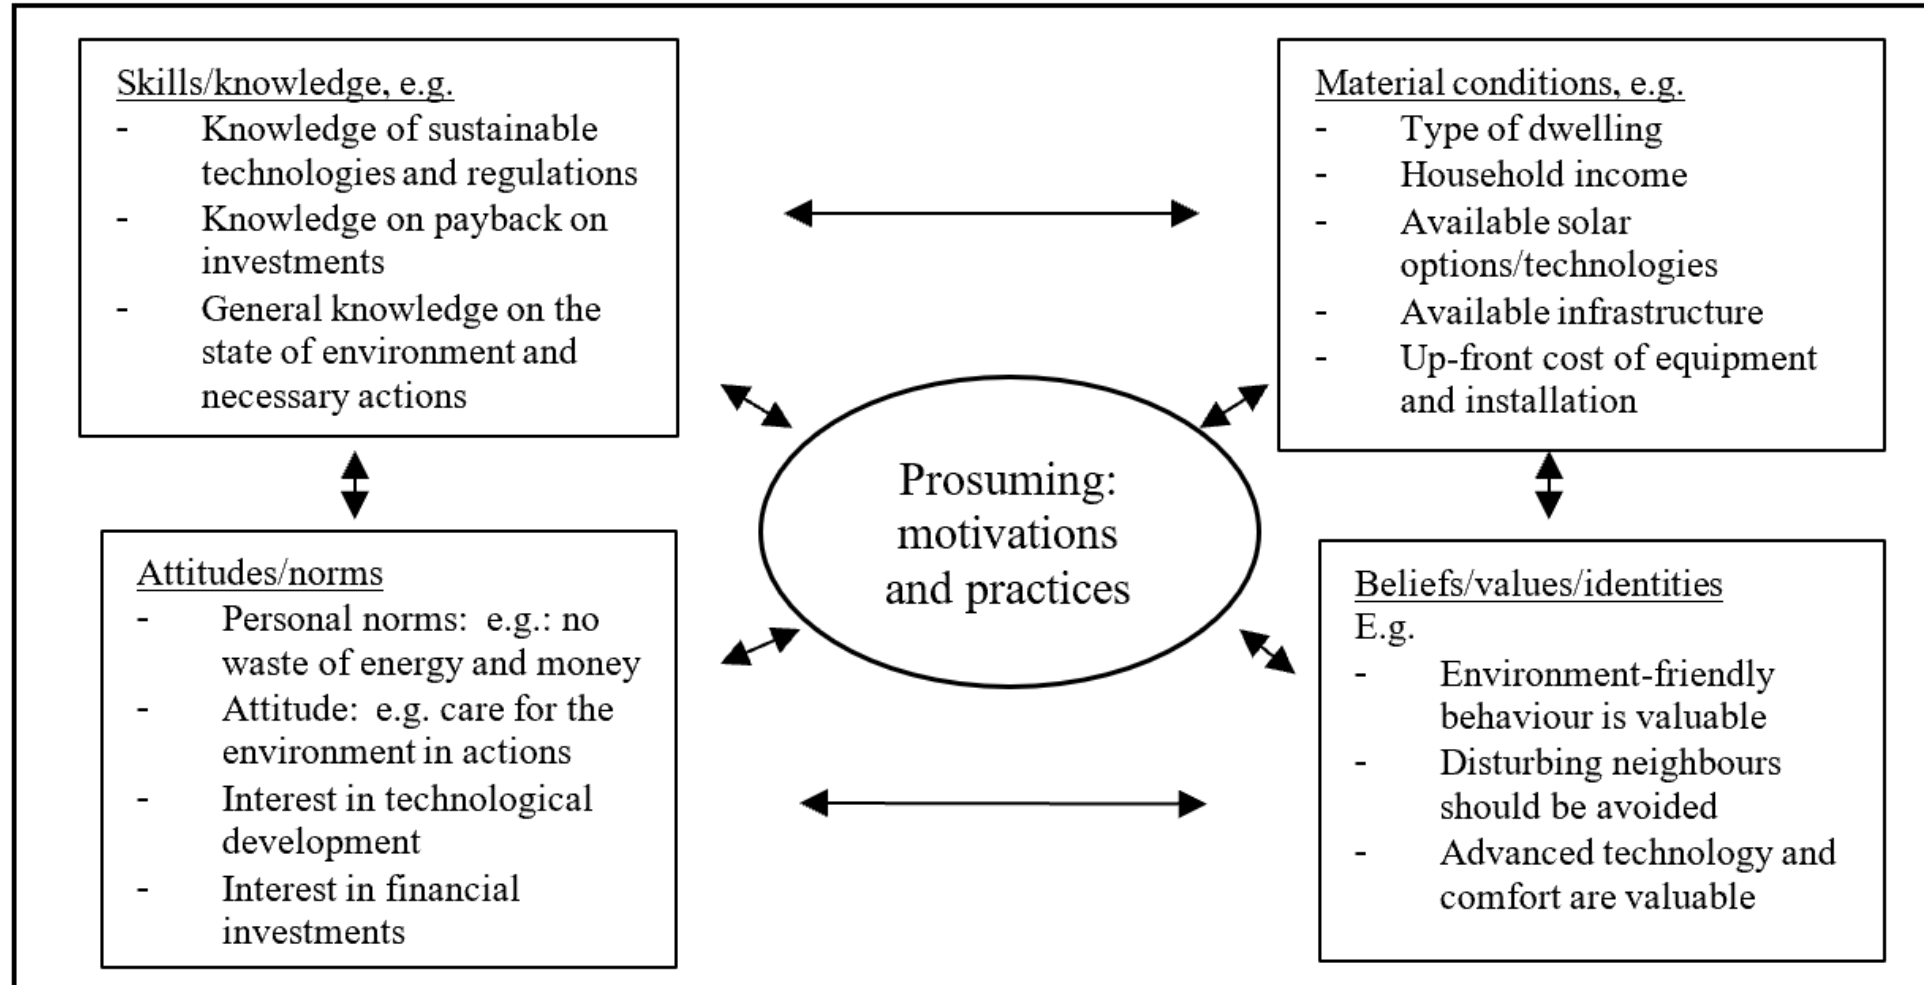 Skills/knowledge, e.g.
- Knowledge of sustainable
technologies and regulations
- Knowledge on payback on
investments
- General knowledge on the
state of environment and
necessary actions
Material conditions, e.g.
- Type of dwelling
- Household income
- Available solar
options/technologies
- Available infrastructure
- Up-front cost of equipment
and installation
Prosuming:
motivations
and practices
Attitudes/norms
- Personal norms: e.g.: no
waste of energy and money
- Attitude: e.g. care for the
environment in actions
- Interest in technological
development
- Interest in financial
investments
Beliefs/values/identities
E.g.
- Environment-friendly
behaviour is valuable
- Disturbing neighbours
should be avoided
- Advanced technology and
comfort are valuable